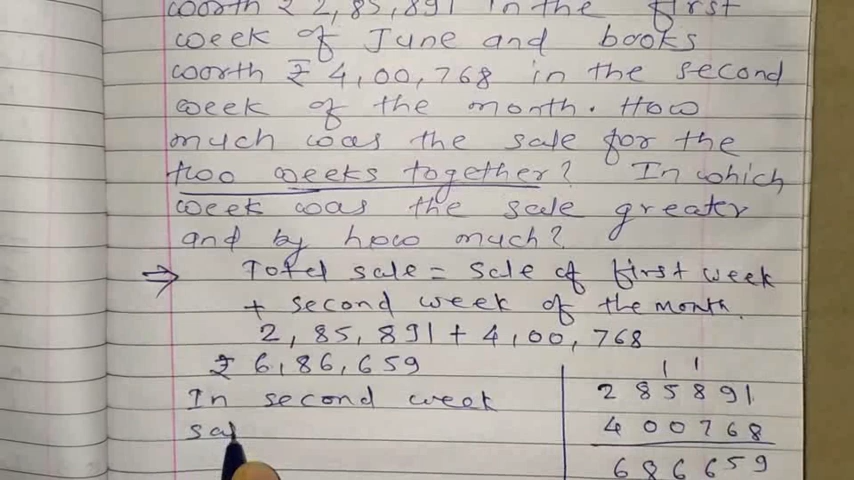 worth ₹ 2,85,891 in the first
week of June and books
worth ₹ 4,00,768 in the second
week of the month. How
much was the sale for the
two weeks together? In which
week was the sale greater
and by how much?
⇒ Total sale = sale of first week
+ second week of the month.
2,85,891 + 4,00,768
₹ 6,86,659
In second week
sal
1 1
2 8 5 8 9 1
4 0 0 7 6 8
6 8 6 6 5 9